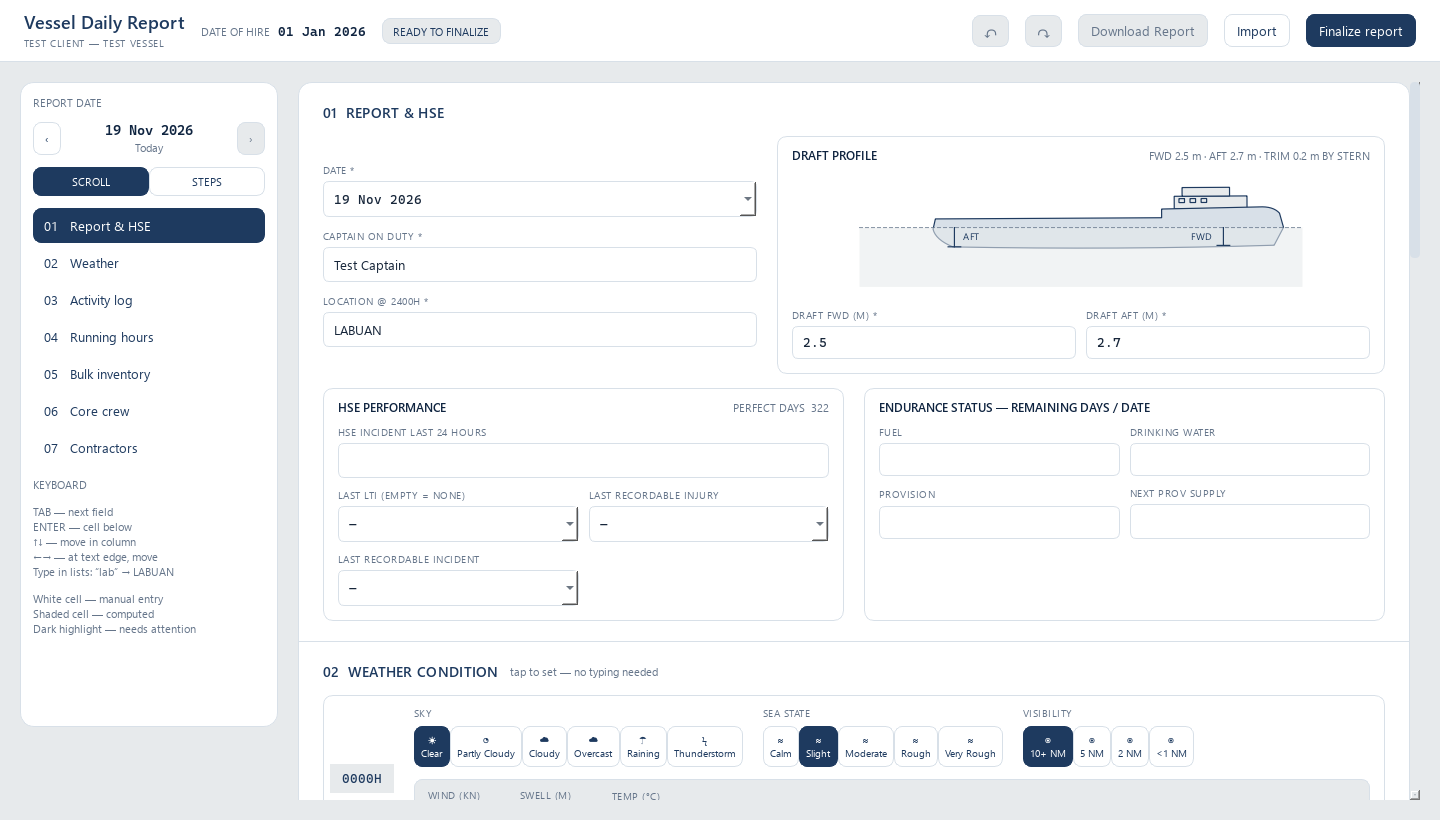 Vessel Daily Report
TEST CLIENT — TEST VESSEL
DATE OF HIRE 01 Jan 2026
READY TO FINALIZE
Download Report
Import
Finalize report
REPORT DATE
19 Nov 2026
Today
SCROLL
STEPS
01 Report & HSE
02 Weather
03 Activity log
04 Running hours
05 Bulk inventory
06 Core crew
07 Contractors
KEYBOARD
TAB — next field
ENTER — cell below
↑↓ — move in column
←→ — at text edge, move
Type in lists: "lab" → LABUAN
White cell — manual entry
Shaded cell — computed
Dark highlight — needs attention
01 REPORT & HSE
DATE *
19 Nov 2026
CAPTAIN ON DUTY *
Test Captain
LOCATION @ 2400H *
LABUAN
DRAFT PROFILE
FWD 2.5 m · AFT 2.7 m · TRIM 0.2 m BY STERN
AFT
FWD
DRAFT FWD (M) *
DRAFT AFT (M) *
2.5
2.7
HSE PERFORMANCE
PERFECT DAYS 322
HSE INCIDENT LAST 24 HOURS
LAST LTI (EMPTY = NONE)
LAST RECORDABLE INJURY
—
—
LAST RECORDABLE INCIDENT
—
ENDURANCE STATUS — REMAINING DAYS / DATE
FUEL
DRINKING WATER
PROVISION
NEXT PROV SUPPLY
02 WEATHER CONDITION tap to set — no typing needed
0000H
SKY
Clear
Partly Cloudy
Cloudy
Overcast
Raining
Thunderstorm
SEA STATE
Calm
Slight
Moderate
Rough
Very Rough
VISIBILITY
10+ NM
5 NM
2 NM
<1 NM
WIND (KN)
SWELL (M)
TEMP (°C)